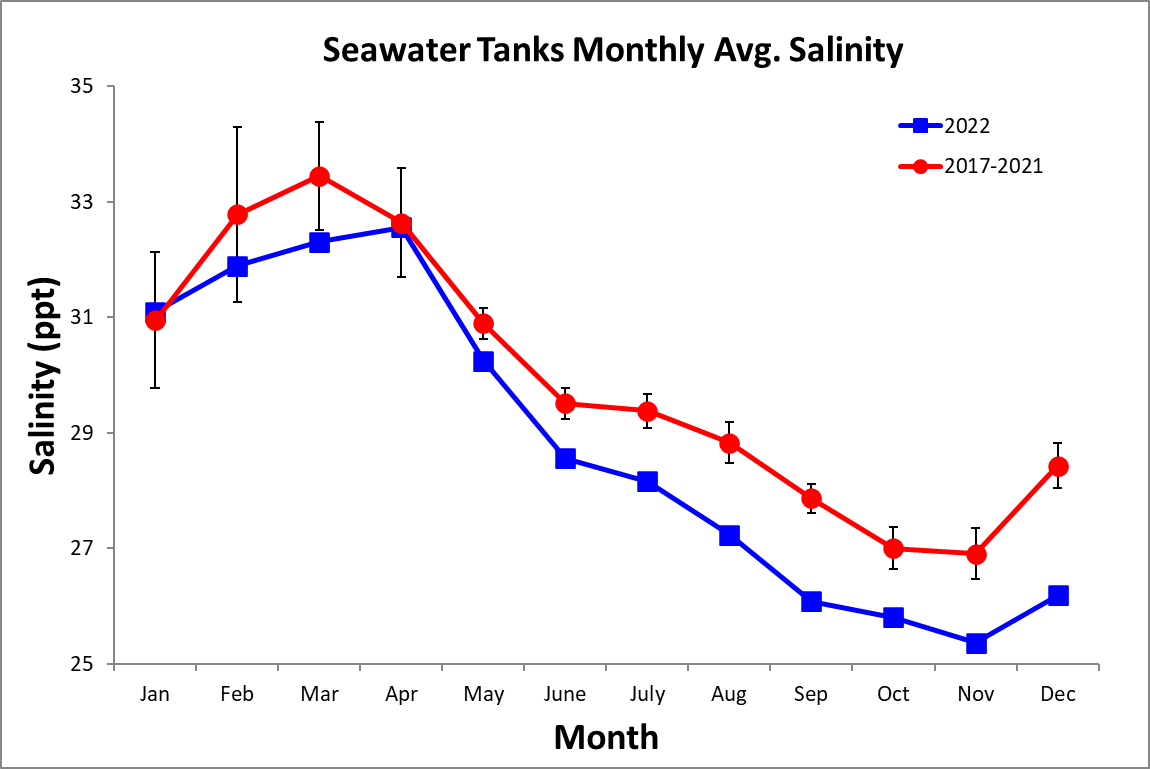 Seawater Tanks Monthly Avg. Salinity
35
2022
2017-2021
33
31
29
27
25
Salinity (ppt)
Jan Feb Mar Apr May June July Aug Sep Oct Nov Dec
Month